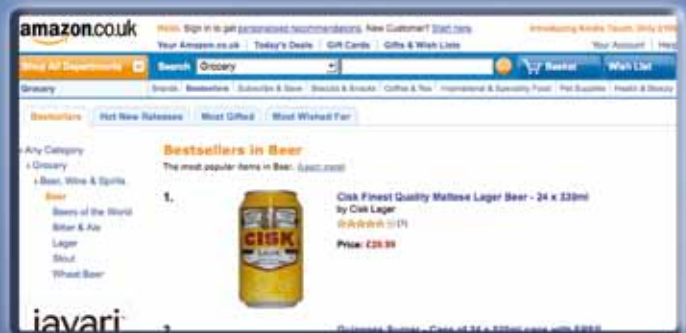 amazon.co.uk
Hello. Sign in to get personalised recommendations. New Customer? Start here.
Your Amazon.co.uk Today's Deals Gift Cards Gifts & Wish Lists
Your Account
Shop All Departments Search Grocery Basket Wish List
Grocery Brands Bestsellers Subscribe & Save Snacks & Coffee & Tea International & Speciality Food Pet Supplies Health & Beauty
Bestsellers Hot New Releases Most Gifted Most Wished For
Any Category
Grocery
Beer, Wine & Spirits
Beer
Beers of the World
Bitter & Ale
Lager
Stout
Wheat Beer
Bestsellers in Beer
The most popular items in Beer. (Learn more)
1.
CISK
LAGER
Cisk Finest Quality Maltese Lager Beer - 24 x 330ml
by Cisk Lager
Price:
javari
2.